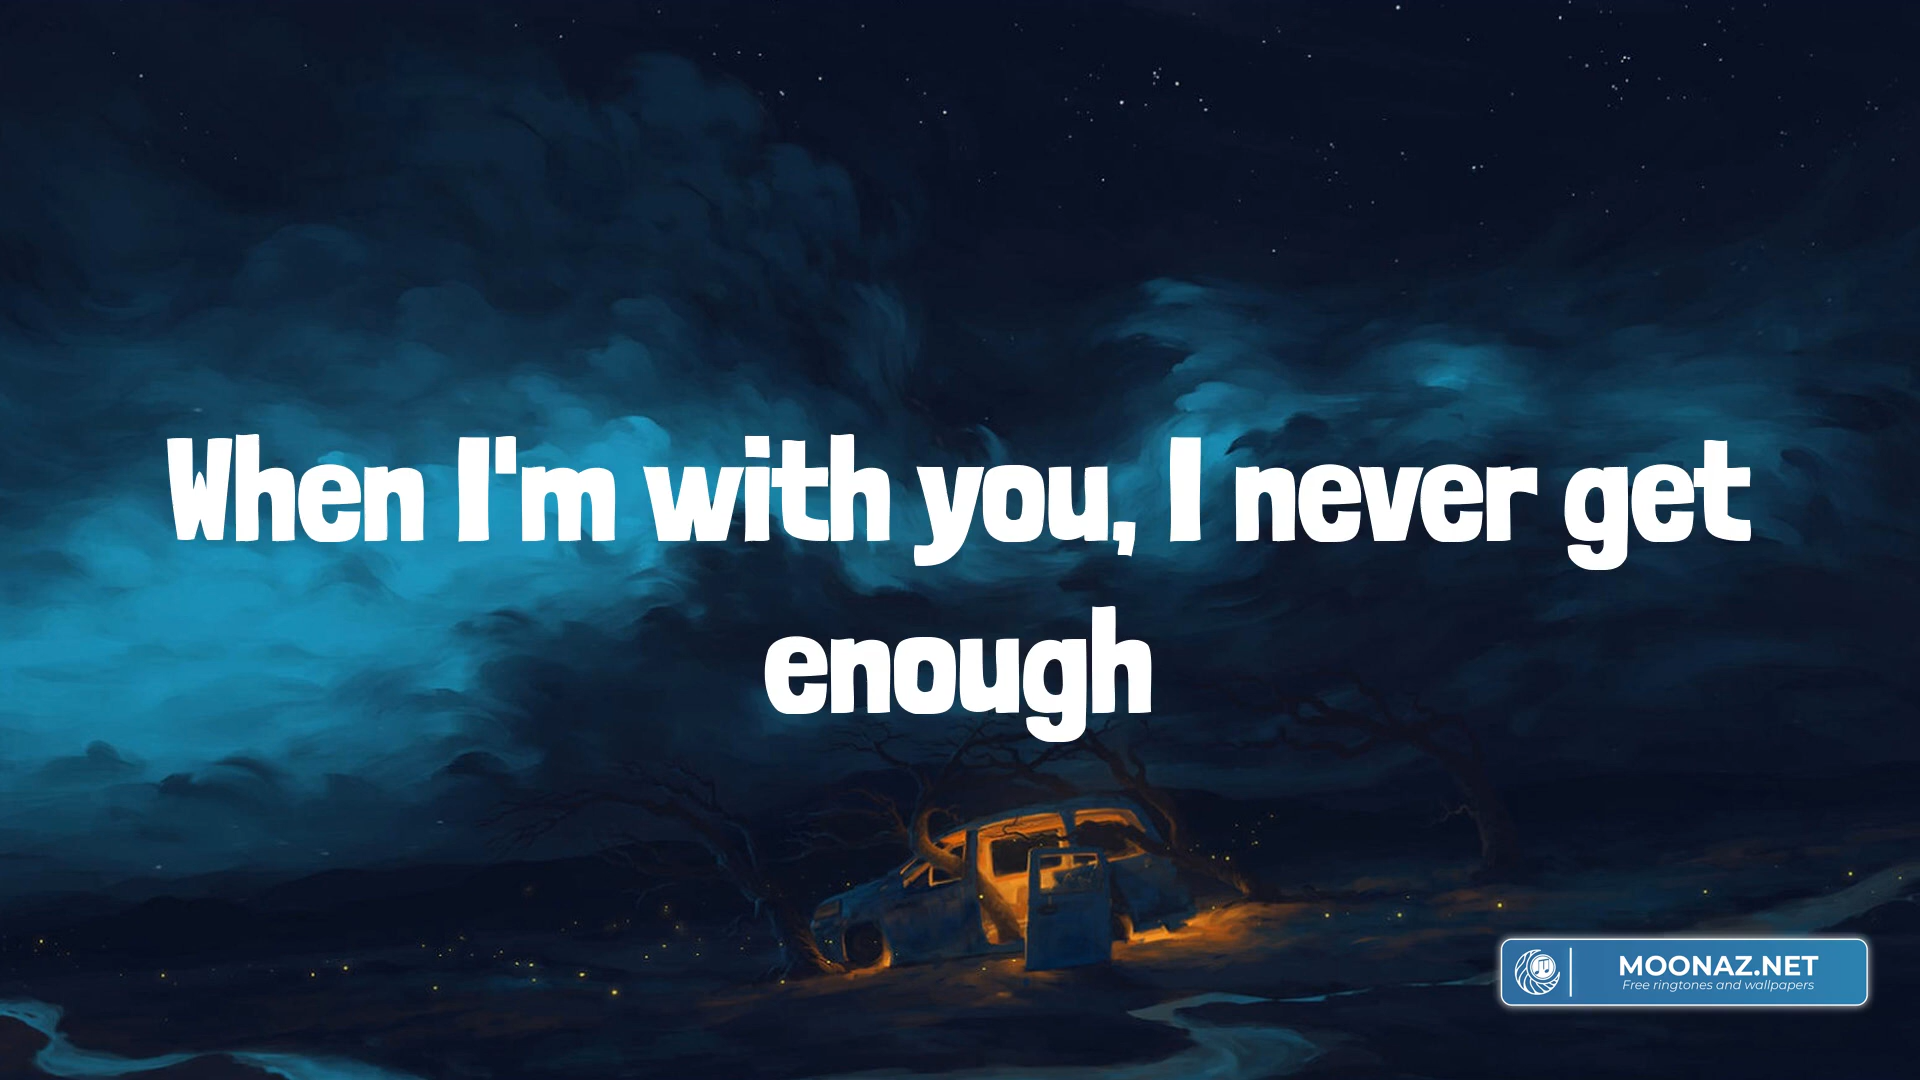 When I'm with you, I never get
enough
MOONAZ.NET
Free ringtones and wallpapers